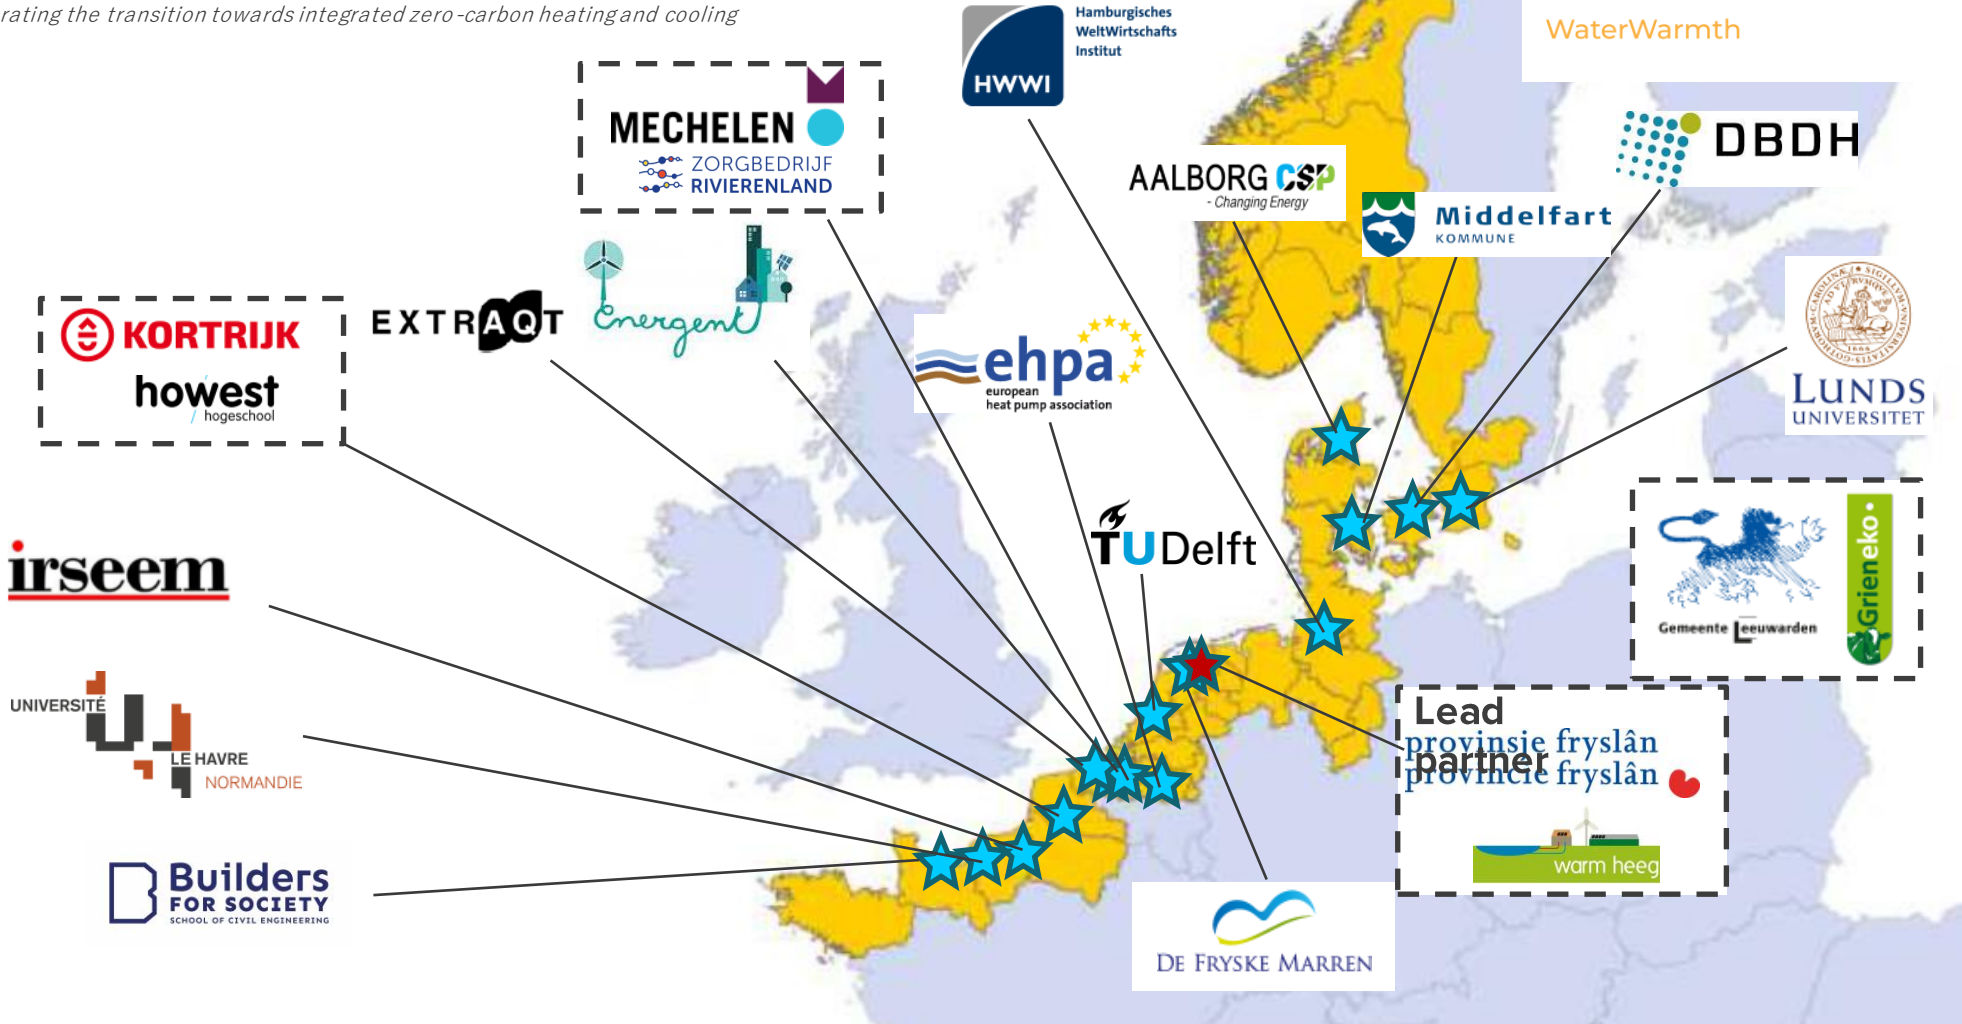 rating the transition towards integrated zero-carbon heating and cooling
HWWI
Hamburgisches
WeltWirtschafts
Institut
WaterWarmth
MECHELEN
ZORGBEDRIJF
RIVIERENLAND
AALBORG CSP
- Changing Energy
Middelfart
KOMMUNE
DBDH
KORTRIJK
howest
hogeschool
EXTRAQT
Energent
ehpa
european
heat pump association
LUNDS
UNIVERSITET
TU Delft
irseem
Gemeente Leeuwarden
Grieneko
UNIVERSITÉ
LE HAVRE
NORMANDIE
Lead
partner
provinsje fryslân
provincie fryslân
warm heeg
Builders
FOR SOCIETY
SCHOOL OF CIVIL ENGINEERING
DE FRYSKE MARREN